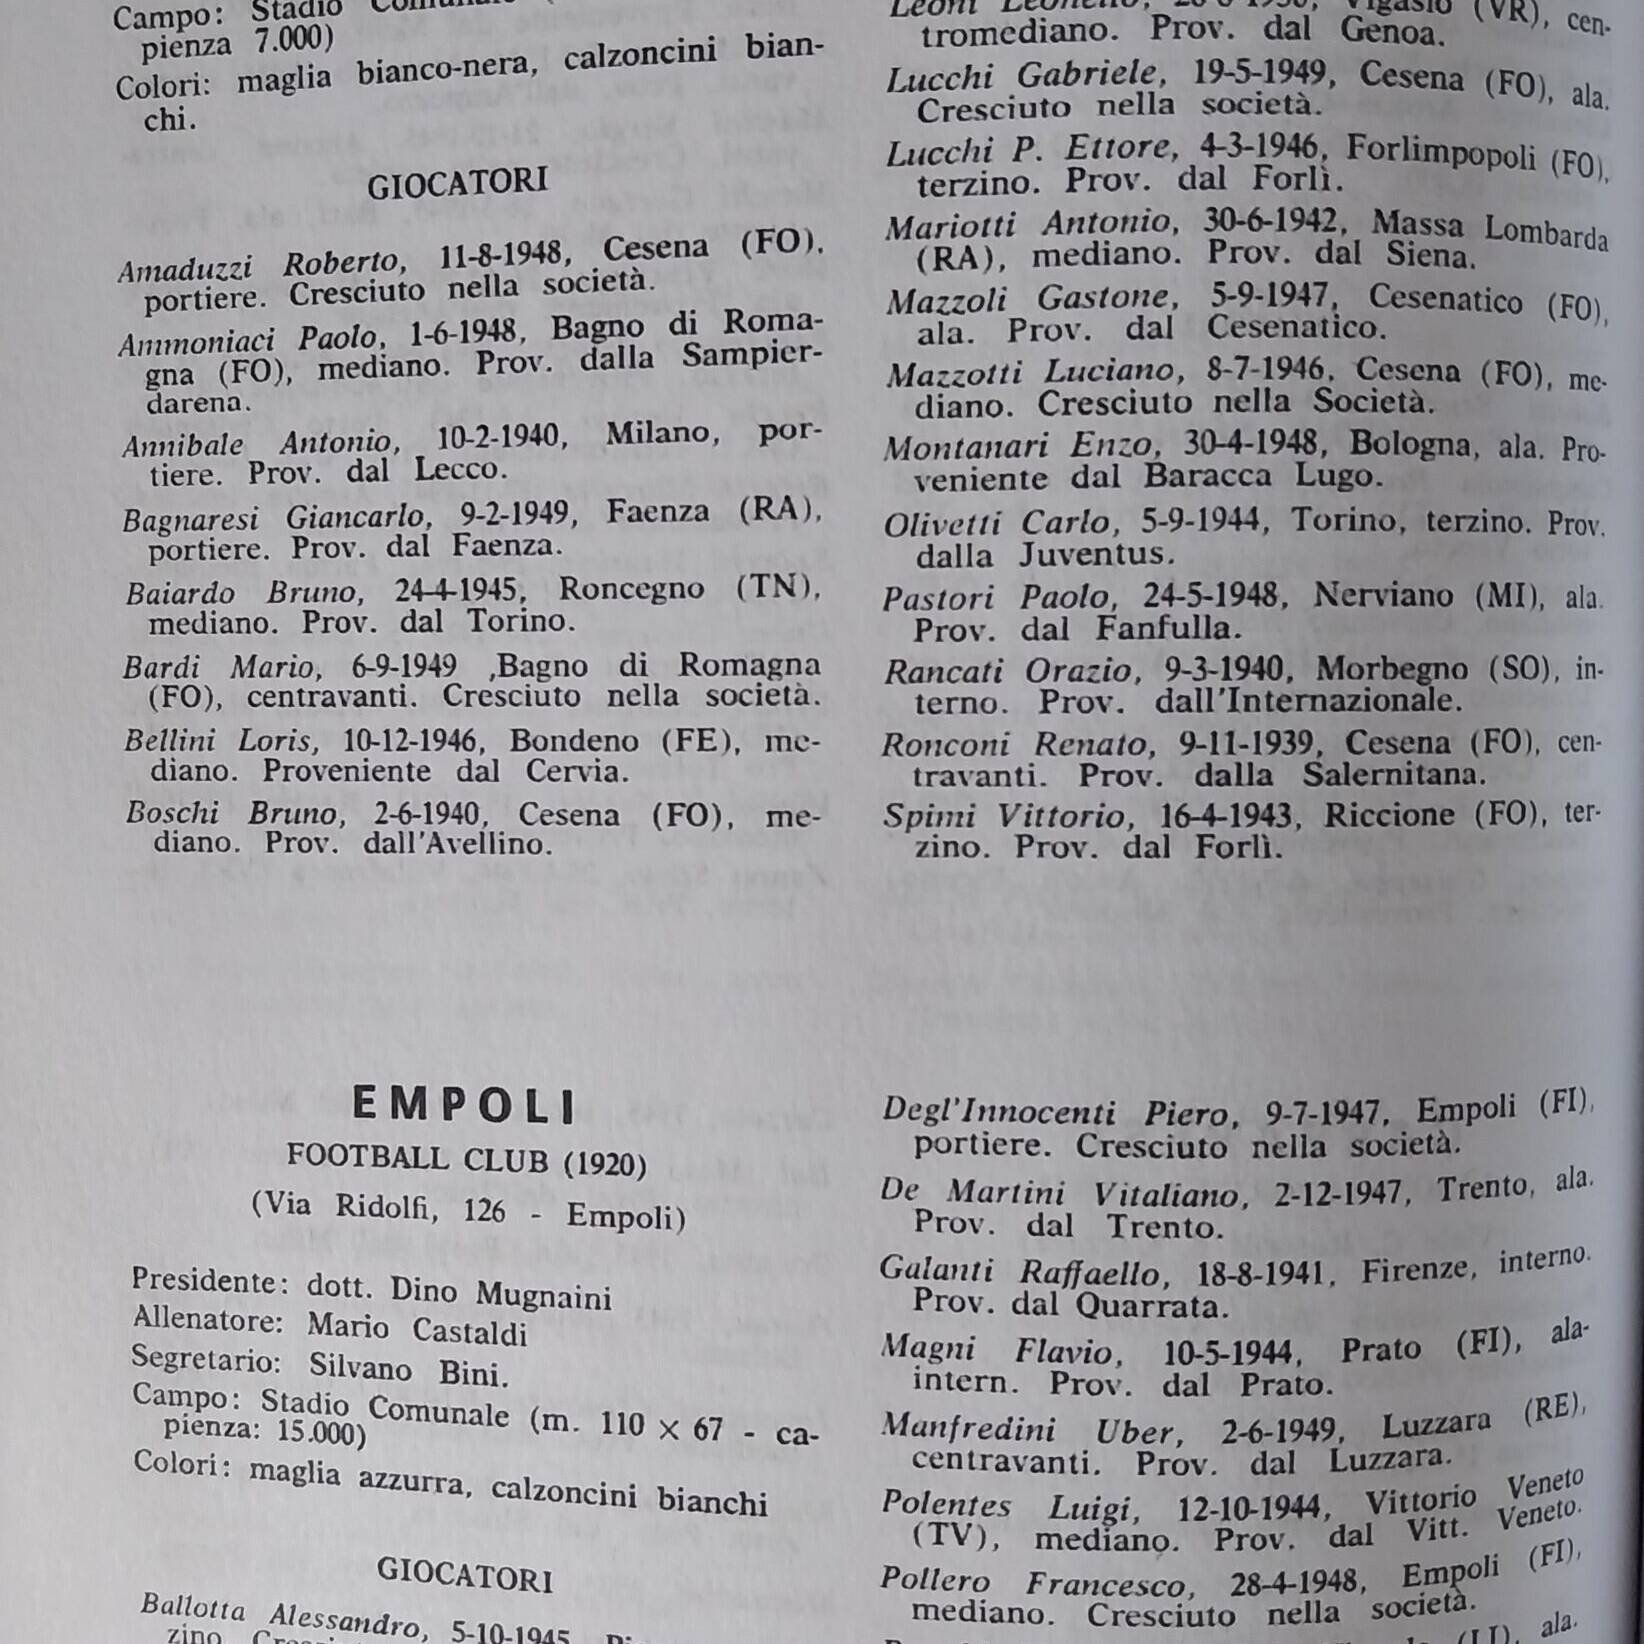 Campo: Stadio
pienza 7.000)
Colori: maglia bianco-nera, calzoncini bian-
chi.
GIOCATORI
Amaduzzi Roberto, 11-8-1948, Cesena (FO),
portiere. Cresciuto nella società.
Ammoniaci Paolo, 1-6-1948, Bagno di Roma-
gna (FO), mediano. Prov. dalla Sampier-
darena.
Annibale Antonio, 10-2-1940, Milano, por-
tiere. Prov. dal Lecco.
Bagnaresi Giancarlo, 9-2-1949, Faenza (RA),
portiere. Prov. dal Faenza.
Baiardo Bruno, 24-4-1945, Roncegno (TN),
mediano. Prov. dal Torino.
Bardi Mario, 6-9-1949 ,Bagno di Romagna
(FO), centravanti. Cresciuto nella società.
Bellini Loris, 10-12-1946, Bondeno (FE), me-
diano. Proveniente dal Cervia.
Boschi Bruno, 2-6-1940, Cesena (FO), me-
diano. Prov. dall'Avellino.
Leoni (VR), cen-
tromediano. Prov. dal Genoa.
Lucchi Gabriele, 19-5-1949, Cesena (FO), ala.
Cresciuto nella società.
Lucchi P. Ettore, 4-3-1946, Forlimpopoli (FO),
terzino. Prov. dal Forlì.
Mariotti Antonio, 30-6-1942, Massa Lombarda
(RA), mediano. Prov. dal Siena.
Mazzoli Gastone, 5-9-1947, Cesenatico (FO),
ala. Prov. dal Cesenatico.
Mazzotti Luciano, 8-7-1946, Cesena (FO), me-
diano. Cresciuto nella Società.
Montanari Enzo, 30-4-1948, Bologna, ala. Pro-
veniente dal Baracca Lugo.
Olivetti Carlo, 5-9-1944, Torino, terzino. Prov.
dalla Juventus.
Pastori Paolo, 24-5-1948, Nerviano (MI), ala.
Prov. dal Fanfulla.
Rancati Orazio, 9-3-1940, Morbegno (SO), in-
terno. Prov. dall'Internazionale.
Ronconi Renato, 9-11-1939, Cesena (FO), cen-
travanti. Prov. dalla Salernitana.
Spimi Vittorio, 16-4-1943, Riccione (FO), ter-
zino. Prov. dal Forlì.
EMPOLI
FOOTBALL CLUB (1920)
(Via Ridolfi, 126 - Empoli)
Presidente: dott. Dino Mugnaini
Allenatore: Mario Castaldi
Segretario: Silvano Bini.
Campo: Stadio Comunale (m. 110 × 67 - ca-
pienza: 15.000)
Colori: maglia azzurra, calzoncini bianchi
GIOCATORI
Ballotta Alessandro, 5-10-1945,
zino.
Degl'Innocenti Piero, 9-7-1947, Empoli (FI),
portiere. Cresciuto nella società.
De Martini Vitaliano, 2-12-1947, Trento, ala.
Prov. dal Trento.
Galanti Raffaello, 18-8-1941, Firenze, interno.
Prov. dal Quarrata.
Magni Flavio, 10-5-1944, Prato (FI), ala-
intern. Prov. dal Prato.
Manfredini Uber, 2-6-1949, Luzzara (RE),
centravanti. Prov. dal Luzzara.
Polentes Luigi, 12-10-1944, Vittorio Veneto
(TV), mediano. Prov. dal Vitt. Veneto.
Pollero Francesco, 28-4-1948, Empoli (FI),
mediano. Cresciuto nella società.
(LI), ala.